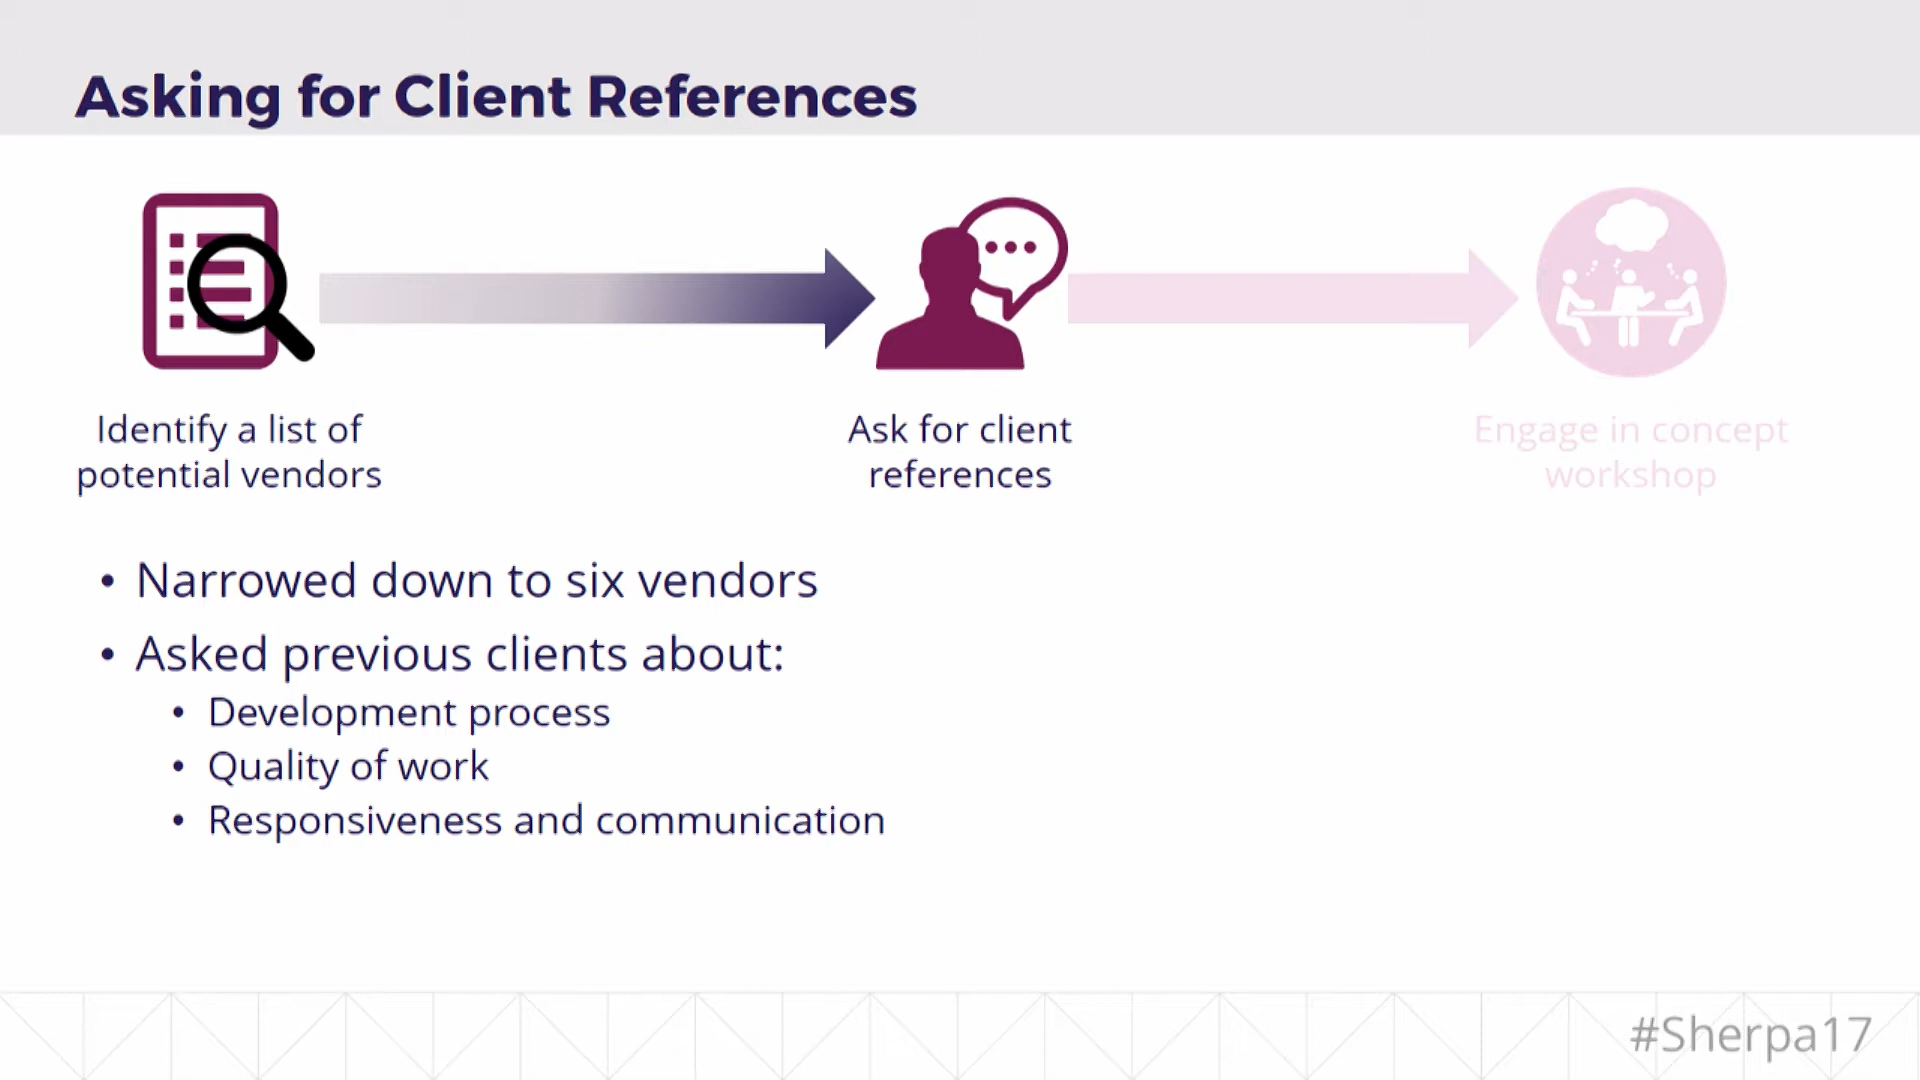 Asking for Client References
Identify a list of
potential vendors
Ask for client
references
Engage in concept
workshop
• Narrowed down to six vendors
• Asked previous clients about:
• Development process
• Quality of work
• Responsiveness and communication
#Sherpa17